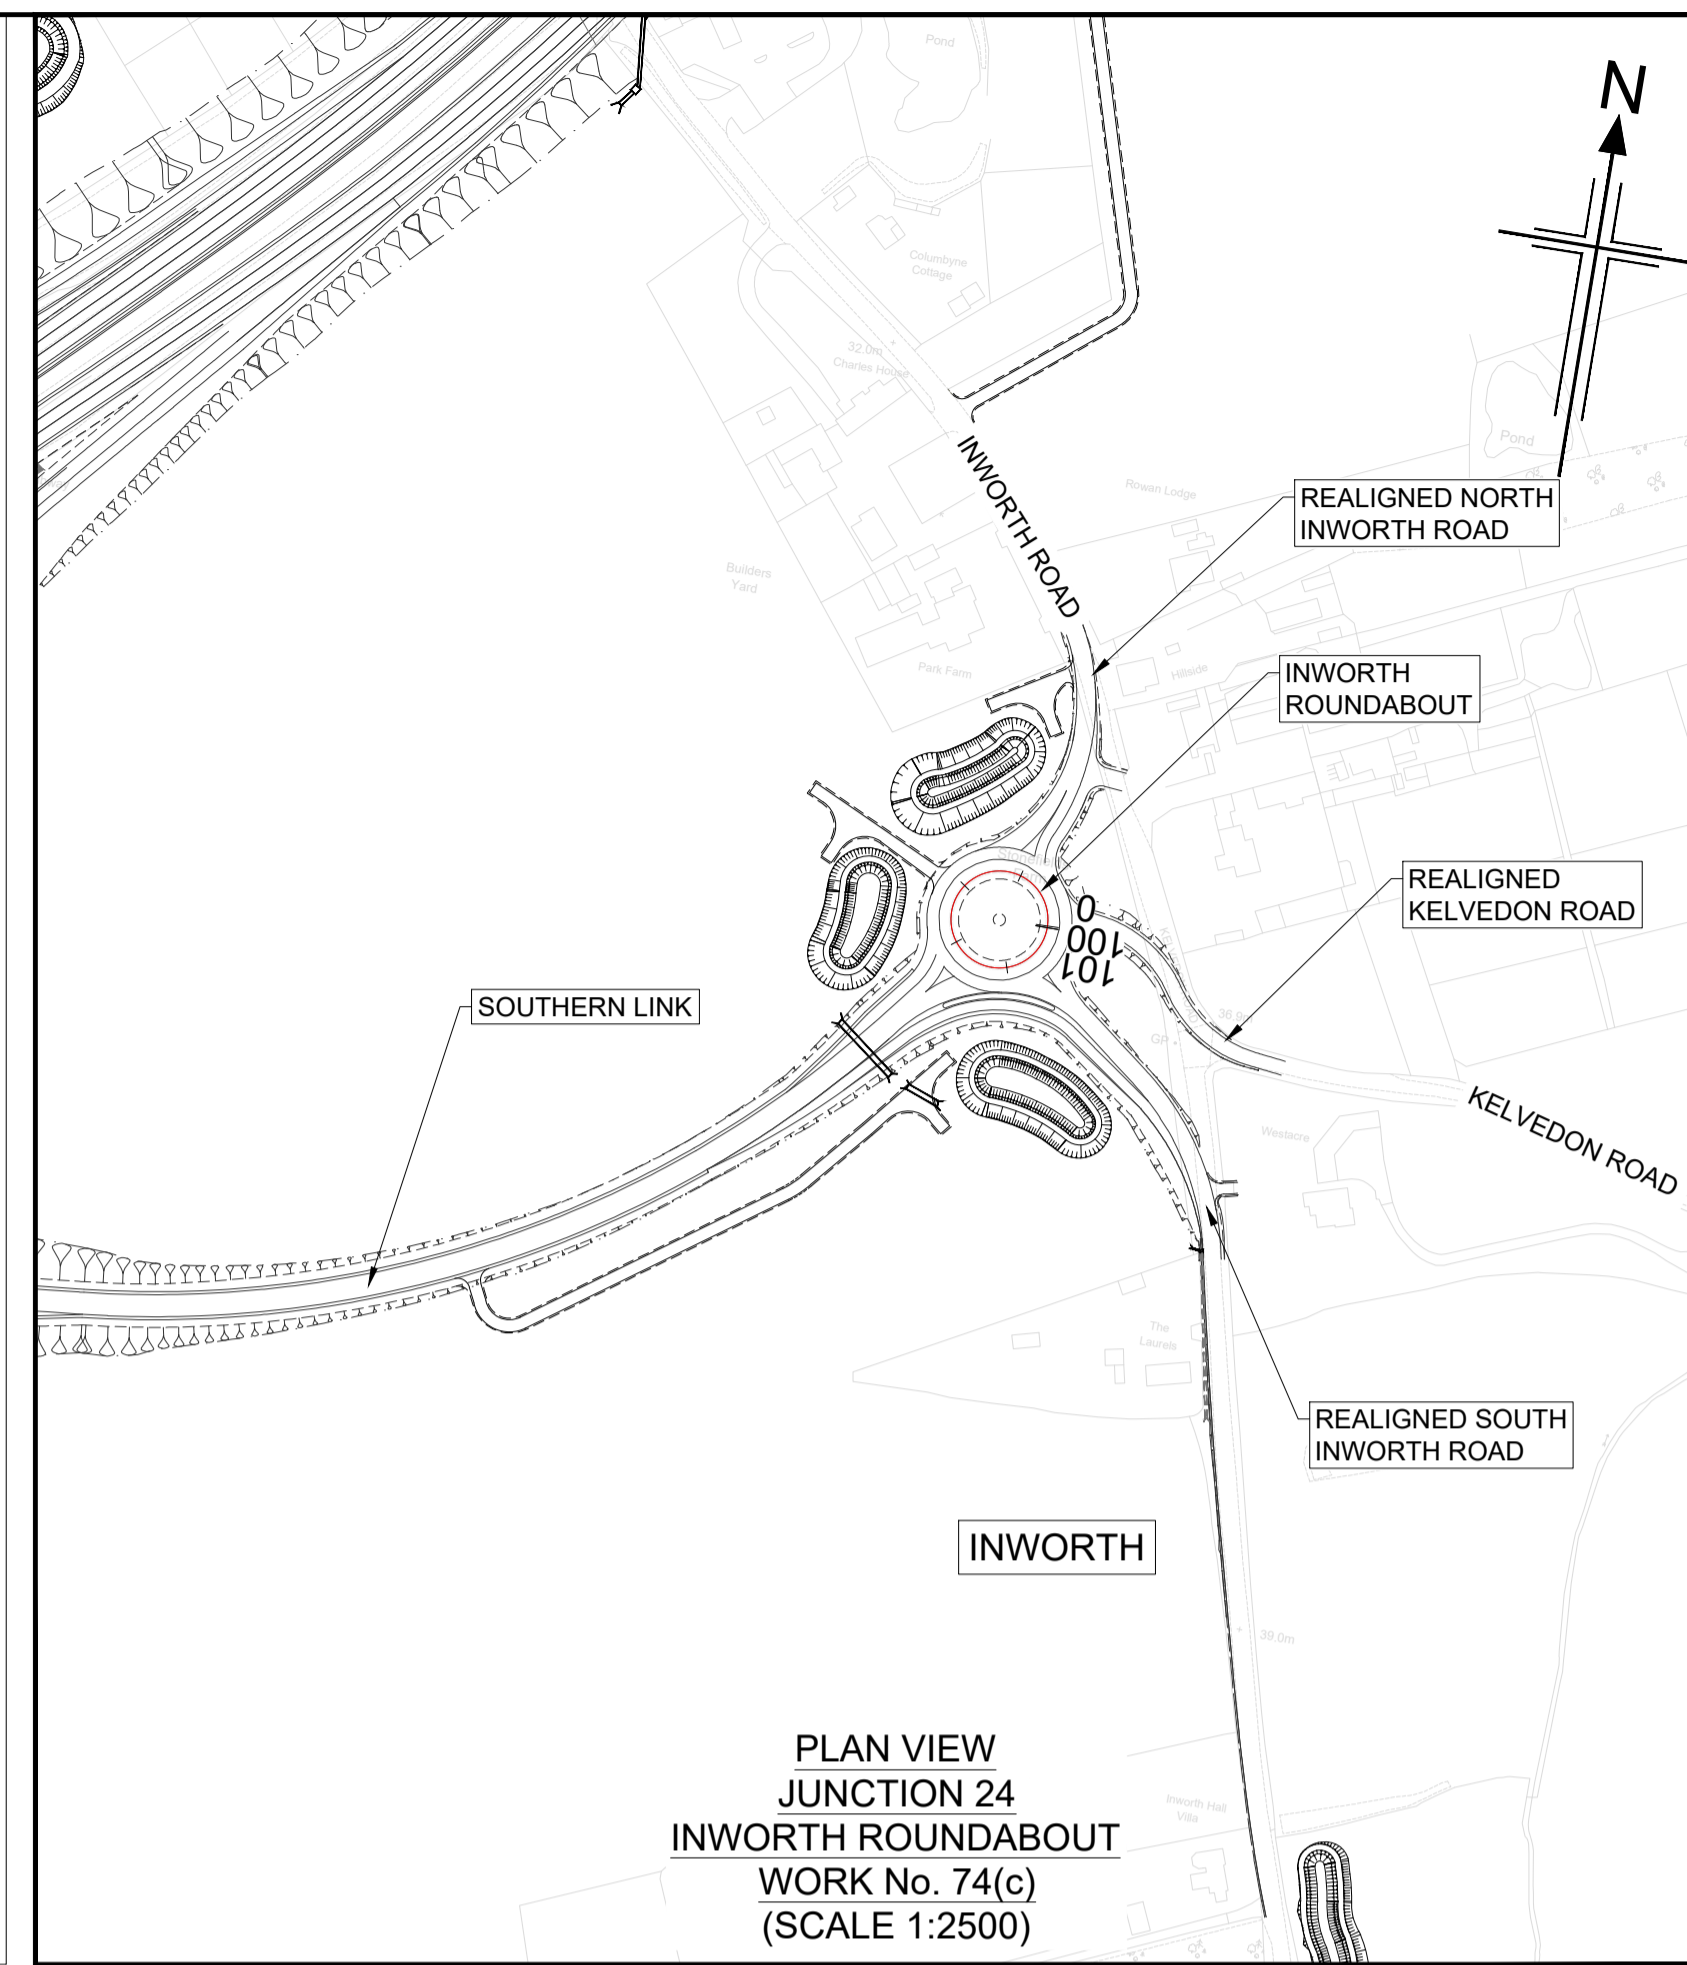 Pond
N
Columbyne
Cottage
32.0m
Charles House
INWORTH ROAD
Pond
Rowan Lodge
REALIGNED NORTH
INWORTH ROAD
Builders
Yard
Park Farm
Hillside
INWORTH
ROUNDABOUT
REALIGNED
KELVEDON ROAD
0
100
101
SOUTHERN LINK
GP
Westacre
KELVEDON ROAD
The
Laurels
REALIGNED SOUTH
INWORTH ROAD
INWORTH
39.0m
PLAN VIEW
JUNCTION 24
INWORTH ROUNDABOUT
WORK No. 74(c)
(SCALE 1:2500)
Inworth Hall
Villa